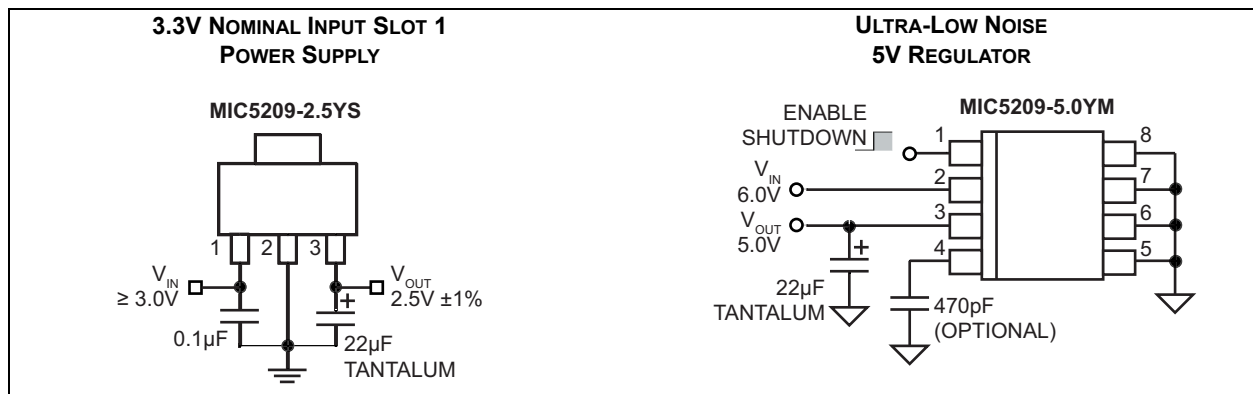 3.3V NOMINAL INPUT SLOT 1
POWER SUPPLY
MIC5209-2.5YS
1
2
3
VIN
≥ 3.0V
VOUT
2.5V ±1%
+
0.1µF
22µF
TANTALUM
ULTRA-LOW NOISE
5V REGULATOR
MIC5209-5.0YM
ENABLE
SHUTDOWN
1
8
VIN
6.0V
2
7
VOUT
5.0V
3
6
4
5
+
22µF
TANTALUM
470pF
(OPTIONAL)